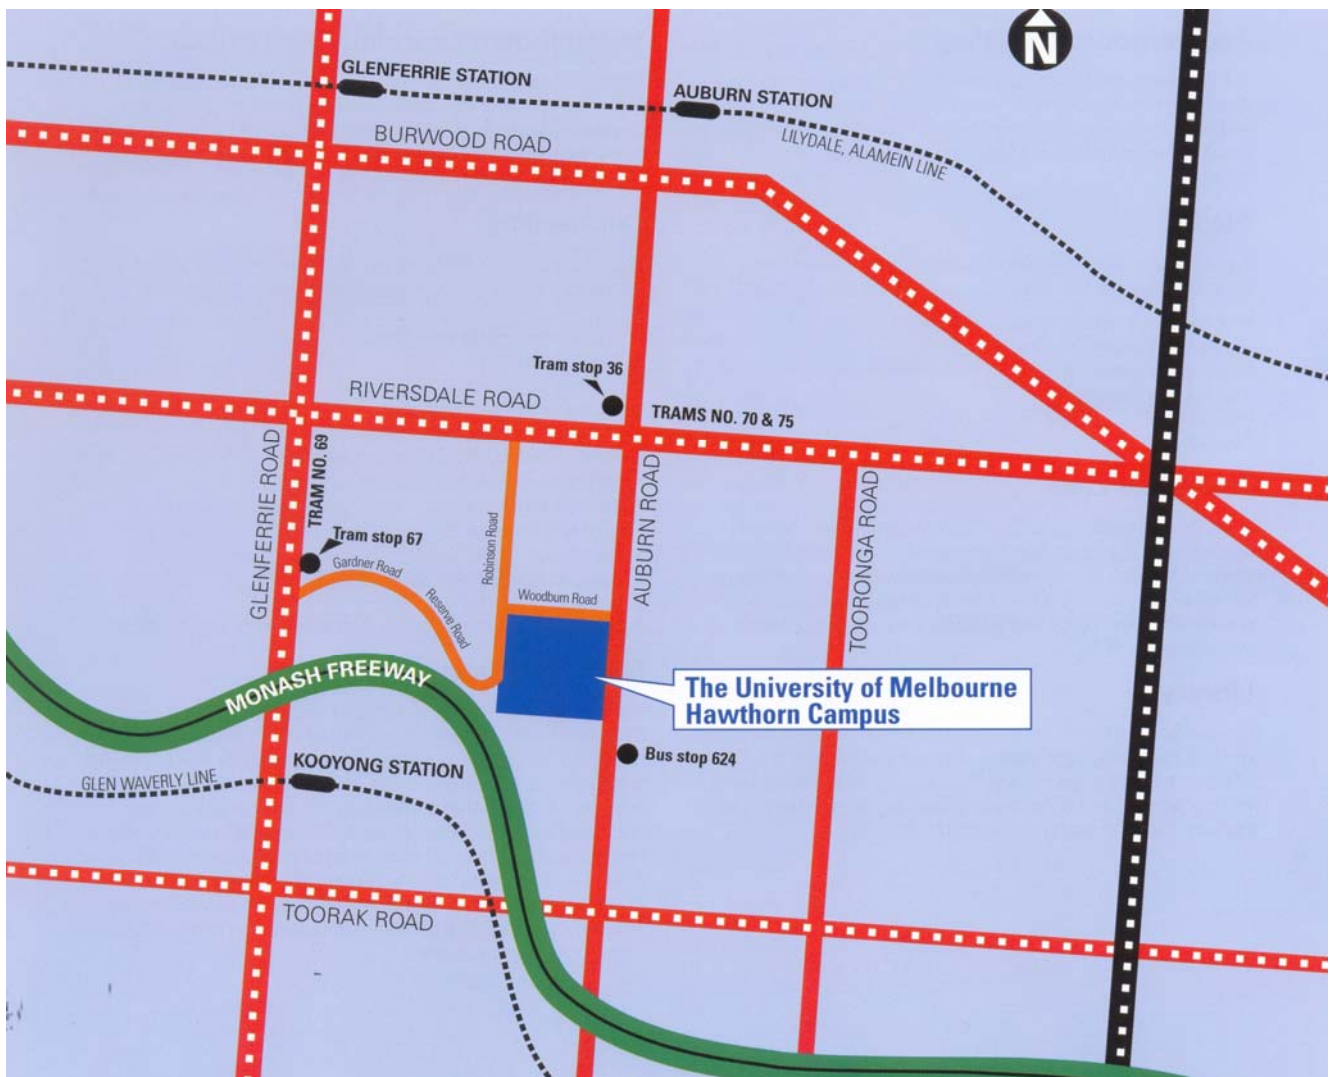 N
GLENFERRIE STATION
AUBURN STATION
BURWOOD ROAD
LILYDALE, ALAMEIN LINE
Tram stop 36
RIVERSDALE ROAD
TRAMS NO. 70 & 75
GLENFERRIE ROAD
TRAM NO. 69
Tram stop 67
Gardner Road
Reserve Road
Robinson Road
Woodburn Road
AUBURN ROAD
TOORONGA ROAD
MONASH FREEWAY
The University of Melbourne
Hawthorn Campus
Bus stop 624
KOOYONG STATION
GLEN WAVERLY LINE
TOORAK ROAD